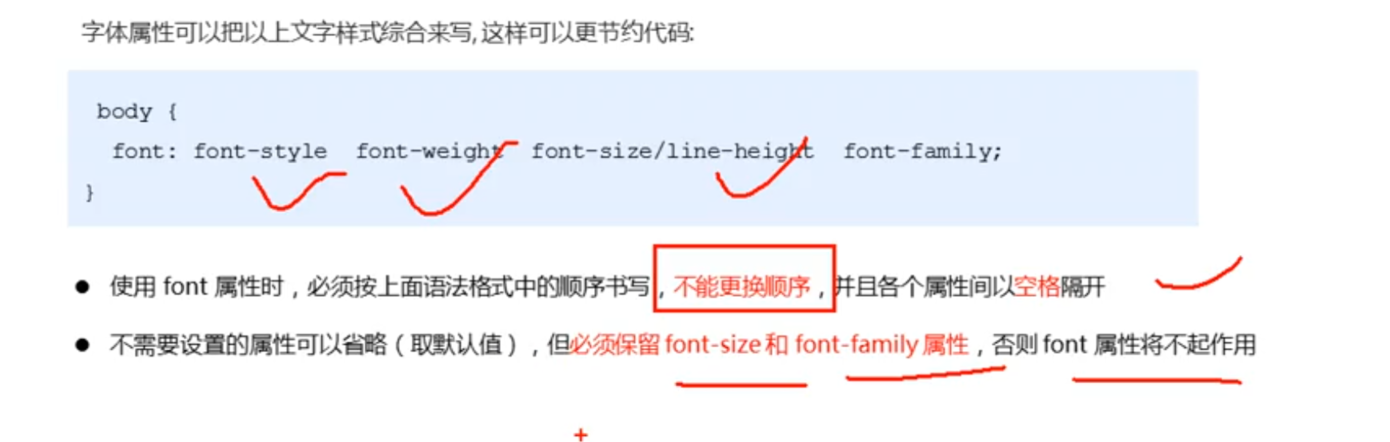 字体属性可以把以上文字样式综合来写, 这样可以更节约代码:
body {
font: font-style font-weight font-size/line-height font-family;
}
● 使用 font 属性时，必须按上面语法格式中的顺序书写，不能更换顺序，并且各个属性间以空格隔开
● 不需要设置的属性可以省略（取默认值），但必须保留 font-size 和 font-family 属性，否则 font 属性将不起作用